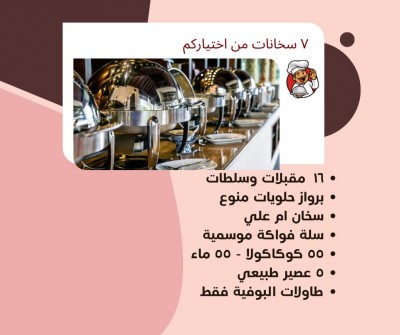 ٧ سخانات من اختياركم
١٦ مقبلات وسلطات
برواز حلويات منوع
سخان ام علي
سلة فواكة موسمية
٥٥ كوكاكولا - ٥٥ ماء
٥ عصير طبيعي
طاولات البوفية فقط